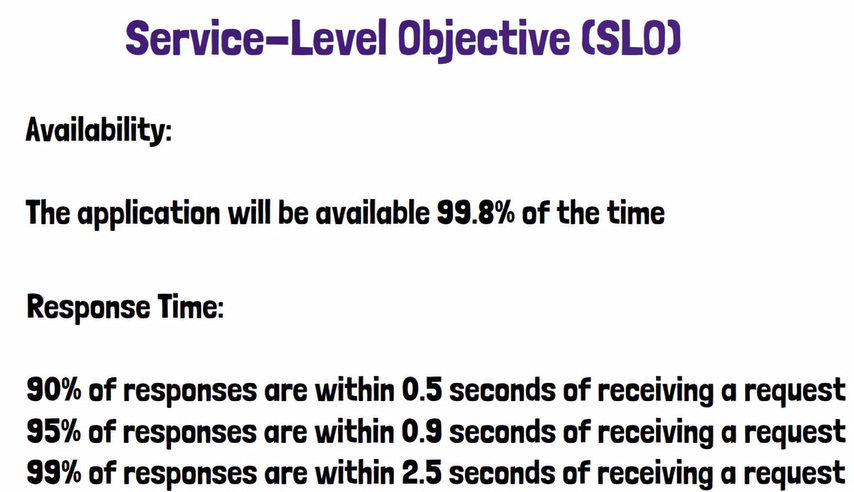 Service-Level Objective (SLO)
Availability:
The application will be available 99.8% of the time
Response Time:
90% of responses are within 0.5 seconds of receiving a request
95% of responses are within 0.9 seconds of receiving a request
99% of responses are within 2.5 seconds of receiving a request